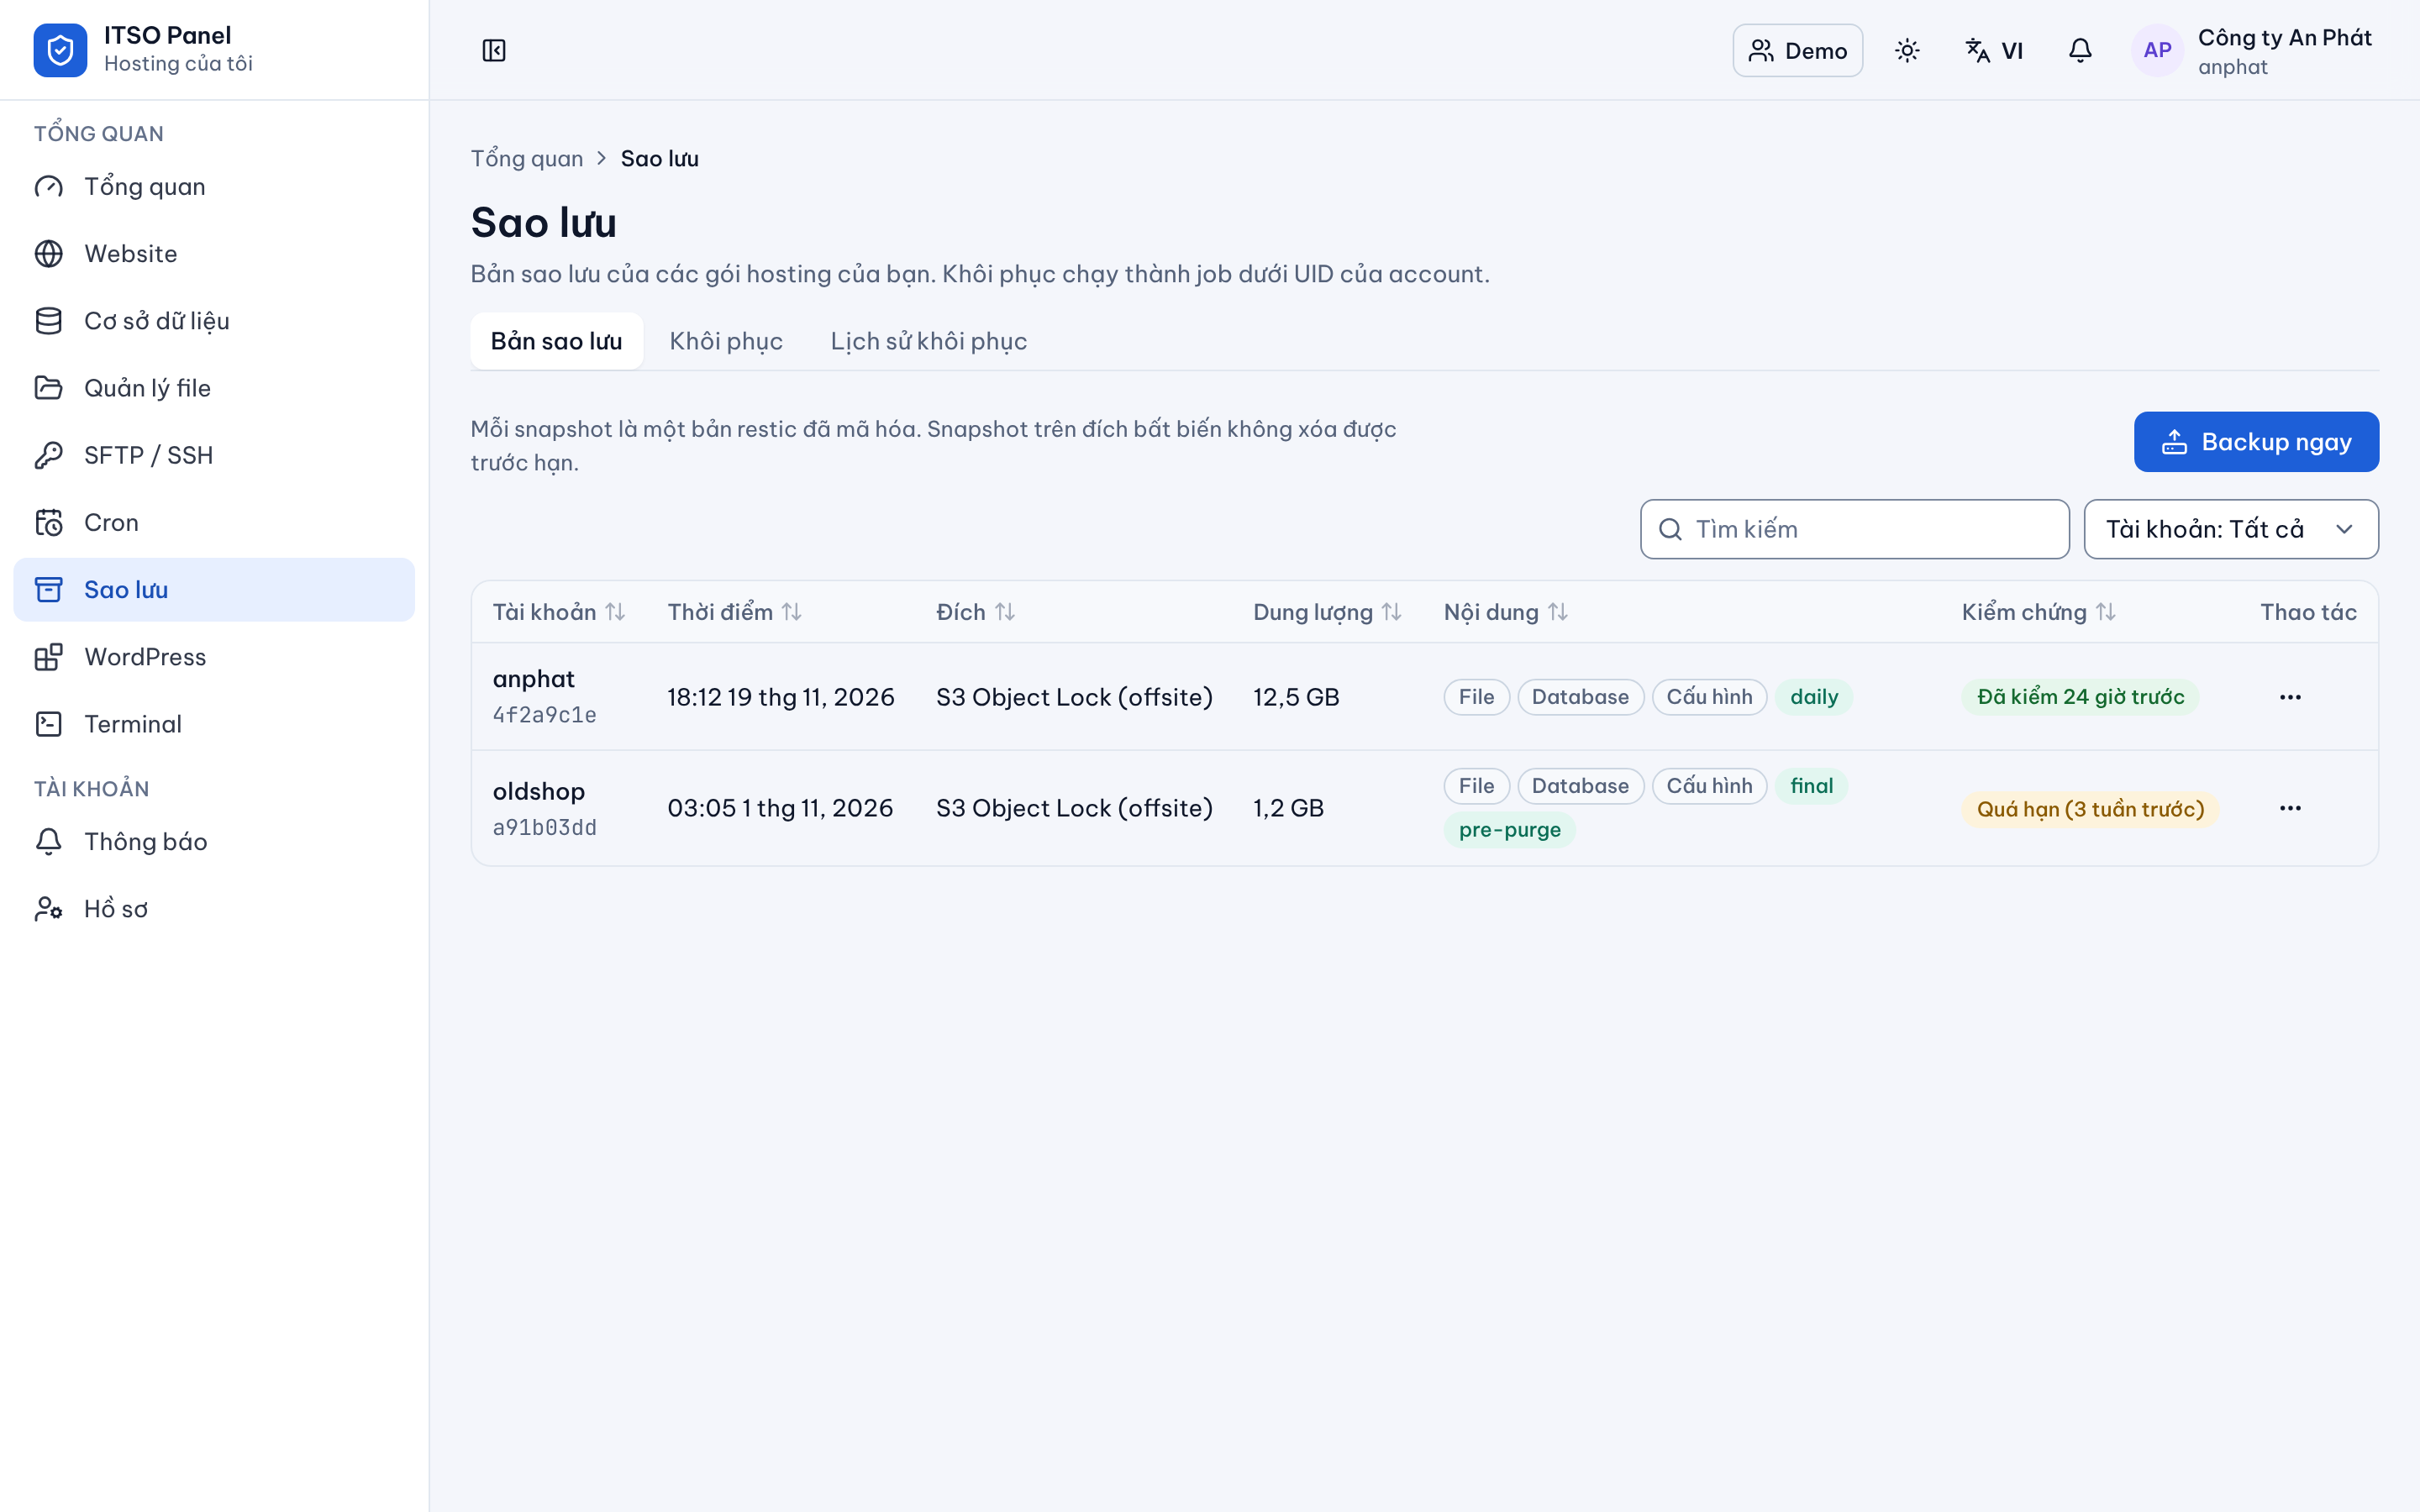 ITSO Panel
Hosting của tôi
Demo
VI
AP
Công ty An Phát
anphat
TỔNG QUAN
Tổng quan
Website
Cơ sở dữ liệu
Quản lý file
SFTP / SSH
Cron
Sao lưu
WordPress
Terminal
TÀI KHOẢN
Thông báo
Hồ sơ
Tổng quan > Sao lưu
Sao lưu
Bản sao lưu của các gói hosting của bạn. Khôi phục chạy thành job dưới UID của account.
Bản sao lưu Khôi phục Lịch sử khôi phục
Mỗi snapshot là một bản restic đã mã hóa. Snapshot trên đích bất biến không xóa được
trước hạn.
Backup ngay
Tìm kiếm
Tài khoản: Tất cả
Tài khoản Thời điểm Đích Dung lượng Nội dung Kiểm chứng Thao tác
anphat
4f2a9c1e
18:12 19 thg 11, 2026
S3 Object Lock (offsite)
12,5 GB
File Database Cấu hình daily
Đã kiểm 24 giờ trước
oldshop
a91b03dd
03:05 1 thg 11, 2026
S3 Object Lock (offsite)
1,2 GB
File Database Cấu hình final
pre-purge
Quá hạn (3 tuần trước)